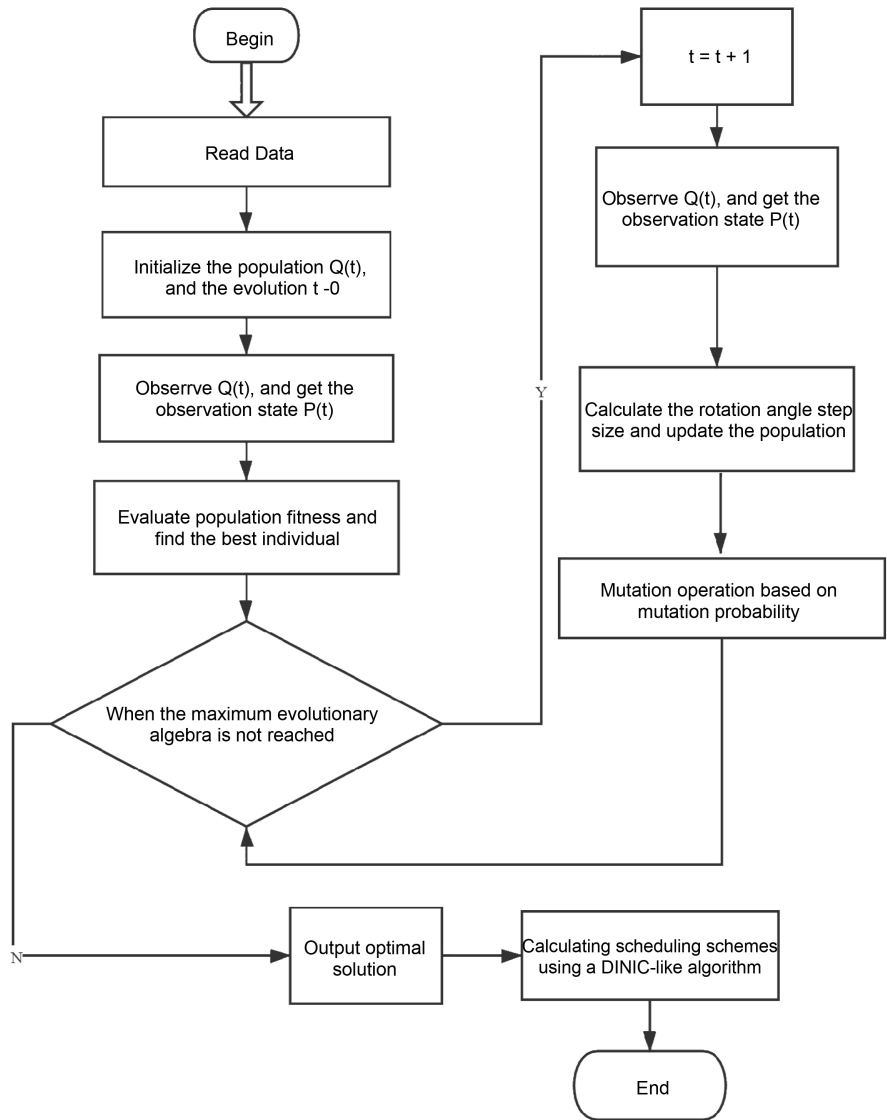 Begin
Read Data
Initialize the population Q(t),
and the evolution t -0
Obserrve Q(t), and get the
observation state P(t)
Evaluate population fitness and
find the best individual
When the maximum evolutionary
algebra is not reached
Y
t = t + 1
Obserrve Q(t), and get the
observation state P(t)
Calculate the rotation angle step
size and update the population
Mutation operation based on
mutation probability
N
Output optimal
solution
Calculating scheduling schemes
using a DINIC-like algorithm
End